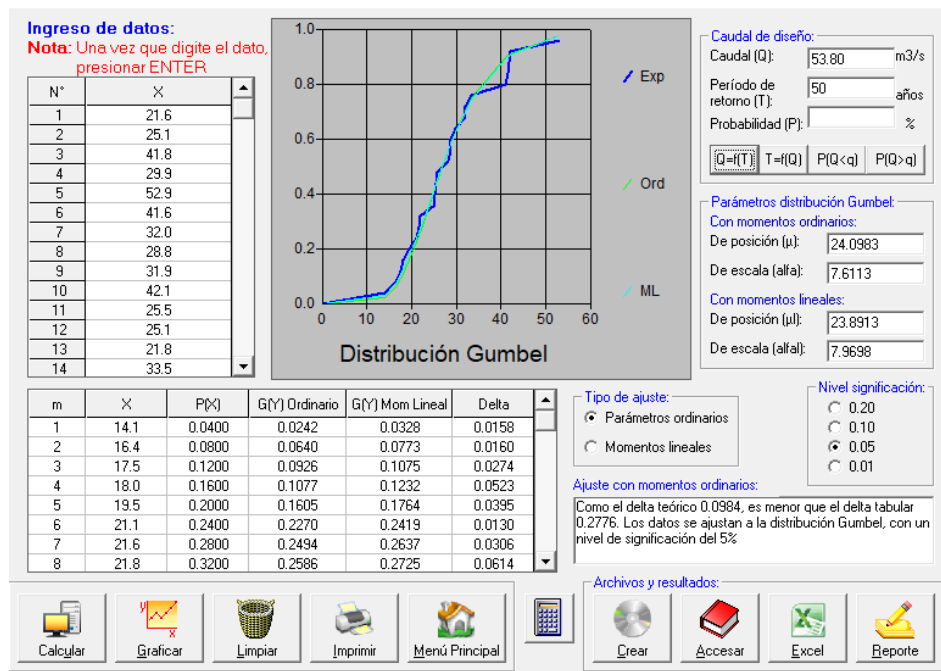 Ingreso de datos:
Nota: Una vez que digite el dato,
presionar ENTER
N° X
1 21.6
2 25.1
3 41.8
4 29.9
5 52.9
6 41.6
7 32.0
8 28.8
9 31.9
10 42.1
11 25.5
12 25.1
13 21.8
14 33.5
1.0
0.8
0.6
0.4
0.2
0.0
0 10 20 30 40 50 60
Exp
Ord
ML
Distribución Gumbel
Caudal de diseño:
Caudal (Q): 53.80 m3/s
Período de
retorno (T): 50 años
Probabilidad (P): %
Q=f(T) T=f(Q) P(Q<q) P(Q>q)
Parámetros distribución Gumbel:
Con momentos ordinarios:
De posición (μ): 24.0983
De escala (alfa): 7.6113
Con momentos lineales:
De posición (μl): 23.8913
De escala (alfal): 7.9698
m X P(X) G(Y) Ordinario G(Y) Mom Lineal Delta
1 14.1 0.0400 0.0242 0.0328 0.0158
2 16.4 0.0800 0.0640 0.0773 0.0160
3 17.5 0.1200 0.0926 0.1075 0.0274
4 18.0 0.1600 0.1077 0.1232 0.0523
5 19.5 0.2000 0.1605 0.1764 0.0395
6 21.1 0.2400 0.2270 0.2419 0.0130
7 21.6 0.2800 0.2494 0.2637 0.0306
8 21.8 0.3200 0.2586 0.2725 0.0614
Tipo de ajuste:
Parámetros ordinarios
Momentos lineales
Nivel significación:
0.20
0.10
0.05
0.01
Ajuste con momentos ordinarios:
Como el delta teórico 0.0984, es menor que el delta tabular
0.2776. Los datos se ajustan a la distribución Gumbel, con un
nivel de significación del 5%
Calcular Graficar Limpiar Imprimir Menú Principal
Archivos y resultados:
Crear Accesar Excel Reporte